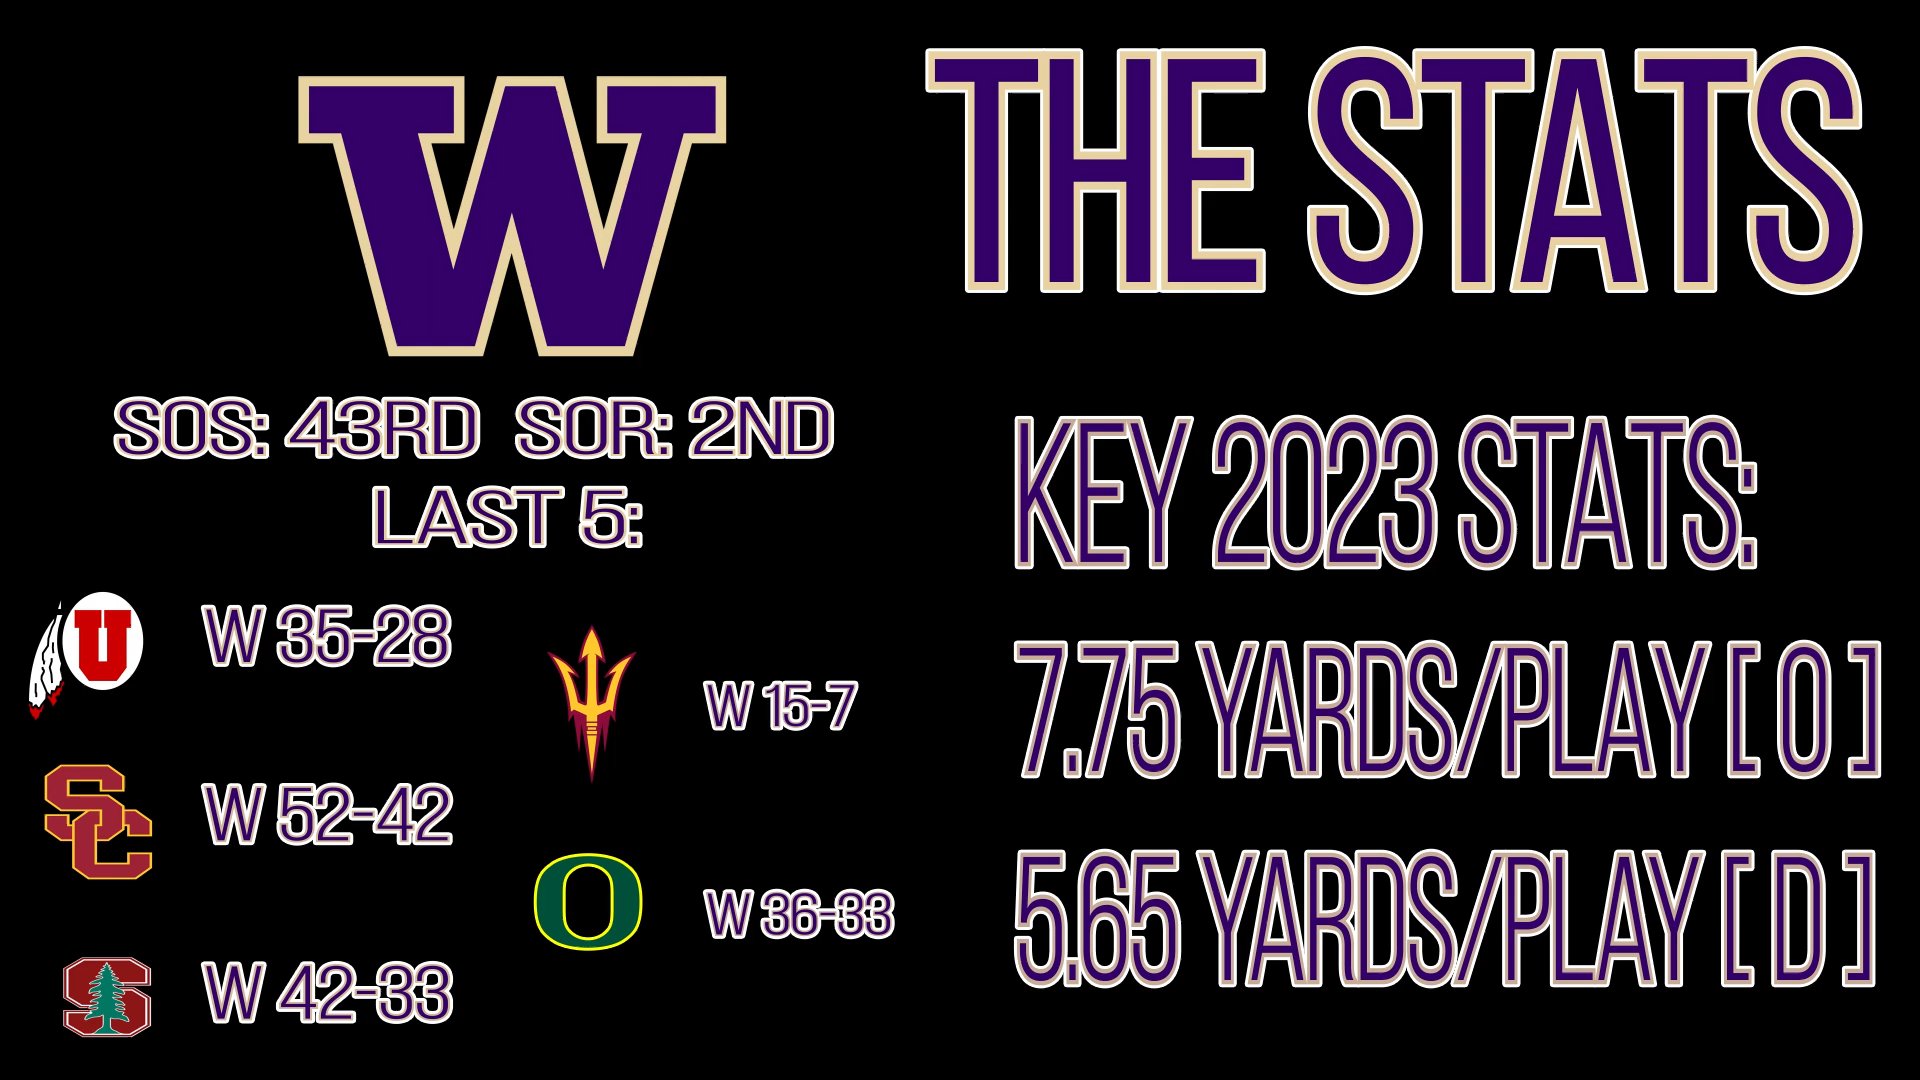 W
THE STATS
SOS: 43RD SOR: 2ND
LAST 5:
U W 35-28
SC W 52-42
S W 42-33
W 15-7
O W 36-33
KEY 2023 STATS:
7.75 YARDS/PLAY [ O ]
5.65 YARDS/PLAY [ D ]